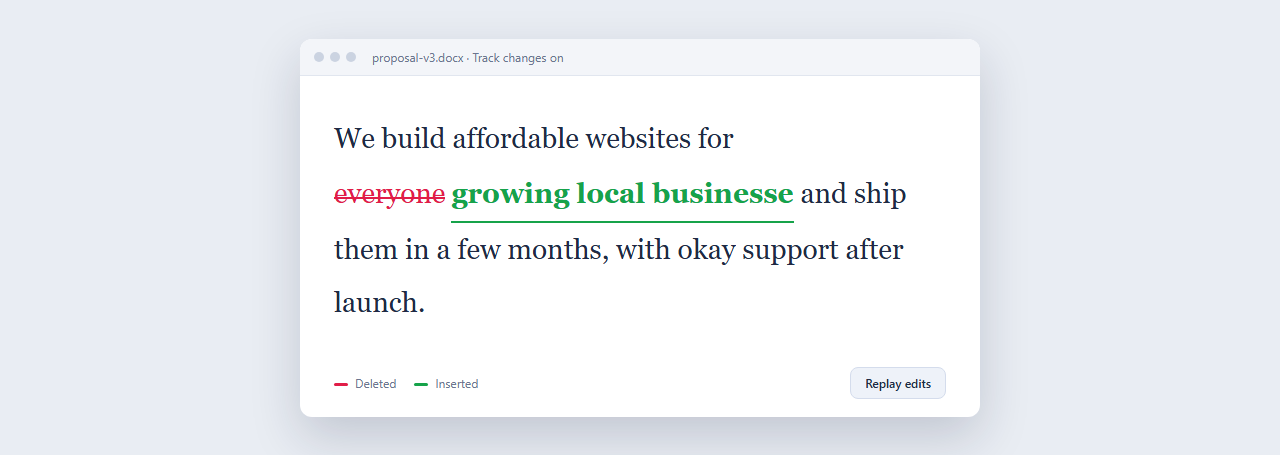 proposal-v3.docx · Track changes on
We build affordable websites for
everyone growing local businesse and ship
them in a few months, with okay support after
launch.
Deleted Inserted Replay edits